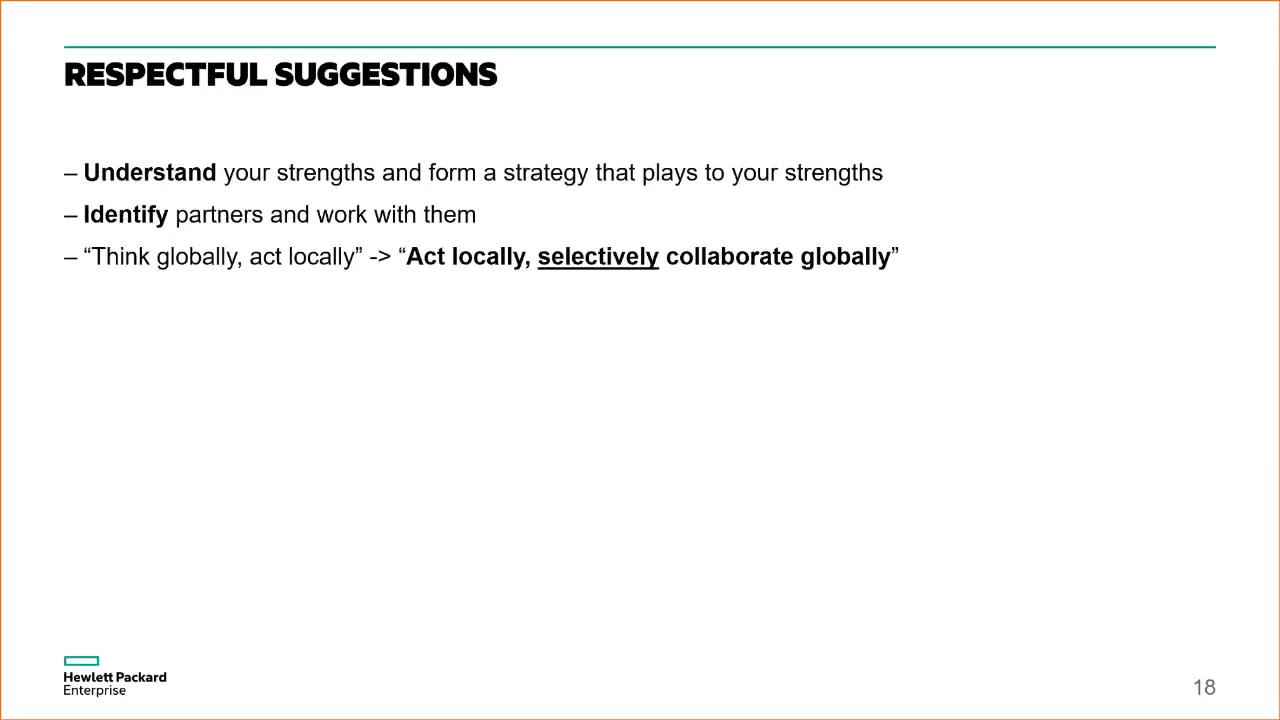 RESPECTFUL SUGGESTIONS
– Understand your strengths and form a strategy that plays to your strengths
– Identify partners and work with them
– “Think globally, act locally” -> “Act locally, selectively collaborate globally”
Hewlett Packard
Enterprise
18